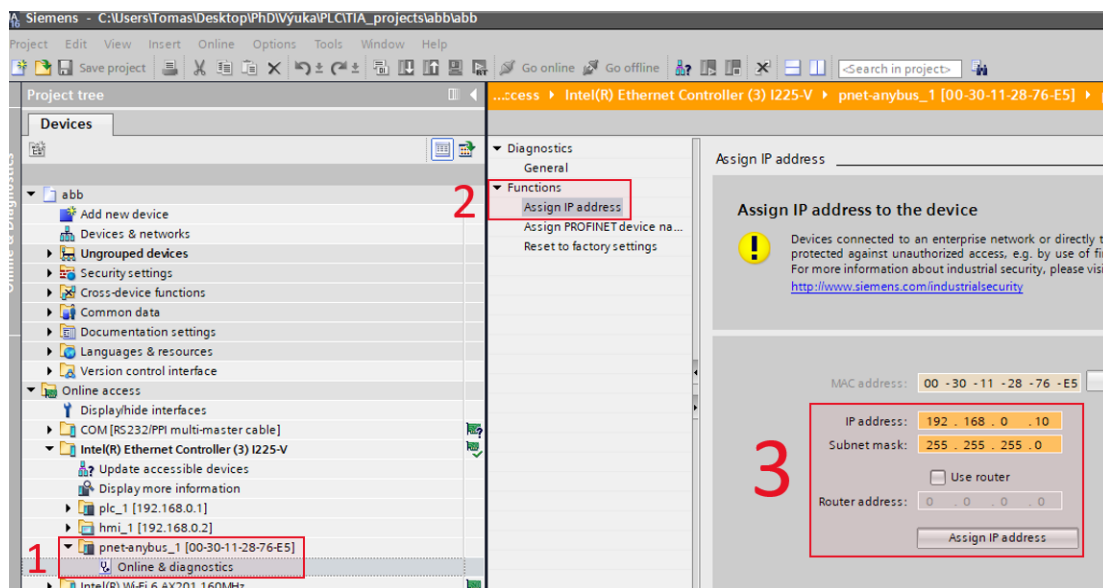 Siemens - C:\Users\Tomas\Desktop\PhD\Výuka\PLC\TIA_projects\abb\abb
Project Edit View Insert Online Options Tools Window Help
Save project Go online Go offline <Search in project>
Project tree
...ccess Intel(R) Ethernet Controller (3) I225-V pnet-anybus_1 [00-30-11-28-76-E5]
Devices
abb
Add new device
Devices & networks
Ungrouped devices
Security settings
Cross-device functions
Common data
Documentation settings
Languages & resources
Version control interface
Online access
Display/hide interfaces
COM [RS232/PPI multi-master cable]
Intel(R) Ethernet Controller (3) I225-V
Update accessible devices
Display more information
plc_1 [192.168.0.1]
hmi_1 [192.168.0.2]
1
pnet-anybus_1 [00-30-11-28-76-E5]
Online & diagnostics
Intel(R) Wi-Fi 6 AX201 160MHz
Diagnostics
General
2
Functions
Assign IP address
Assign PROFINET device na...
Reset to factory settings
Assign IP address
Assign IP address to the device
Devices connected to an enterprise network or directly
protected against unauthorized access, e.g. by use of
For more information about industrial security, please
http://www.siemens.com/industrialsecurity
MAC address: 00 -30 -11 -28 -76 -E5
3
IP address: 192 . 168 . 0 . 10
Subnet mask: 255 . 255 . 255 . 0
Use router
Router address: 0 . 0 . 0 . 0
Assign IP address